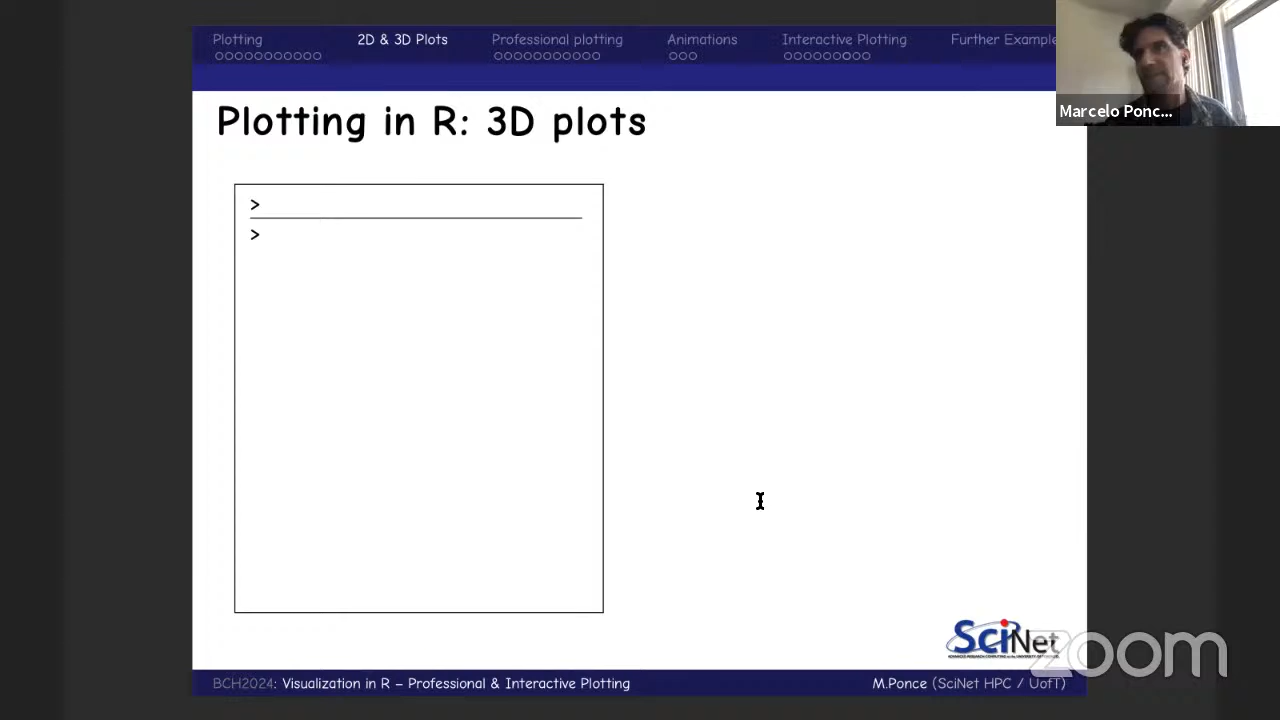 Plotting
2D & 3D Plots
Professional plotting
Animations
Interactive Plotting
Further Example
Marcelo Ponc...
Plotting in R: 3D plots
>
>
SciNet
zoom
BCH2024: Visualization in R – Professional & Interactive Plotting
M.Ponce (SciNet HPC / UofT)